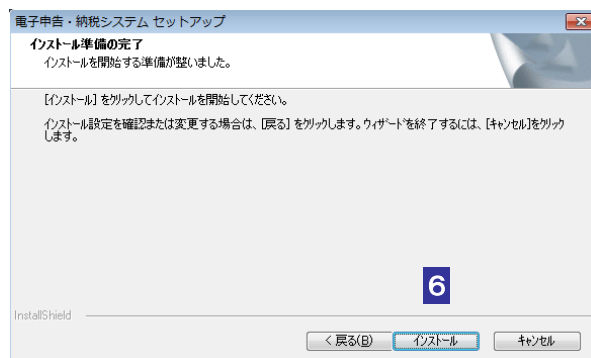 電子申告・納税システム セットアップ
インストール準備の完了
インストールを開始する準備が整いました。
[インストール] をクリックしてインストールを開始してください。
インストール設定を確認または変更する場合は、[戻る] をクリックします。ウィザードを終了するには、[キャンセル]をクリック
します。
6
InstallShield
< 戻る(B)
インストール
キャンセル